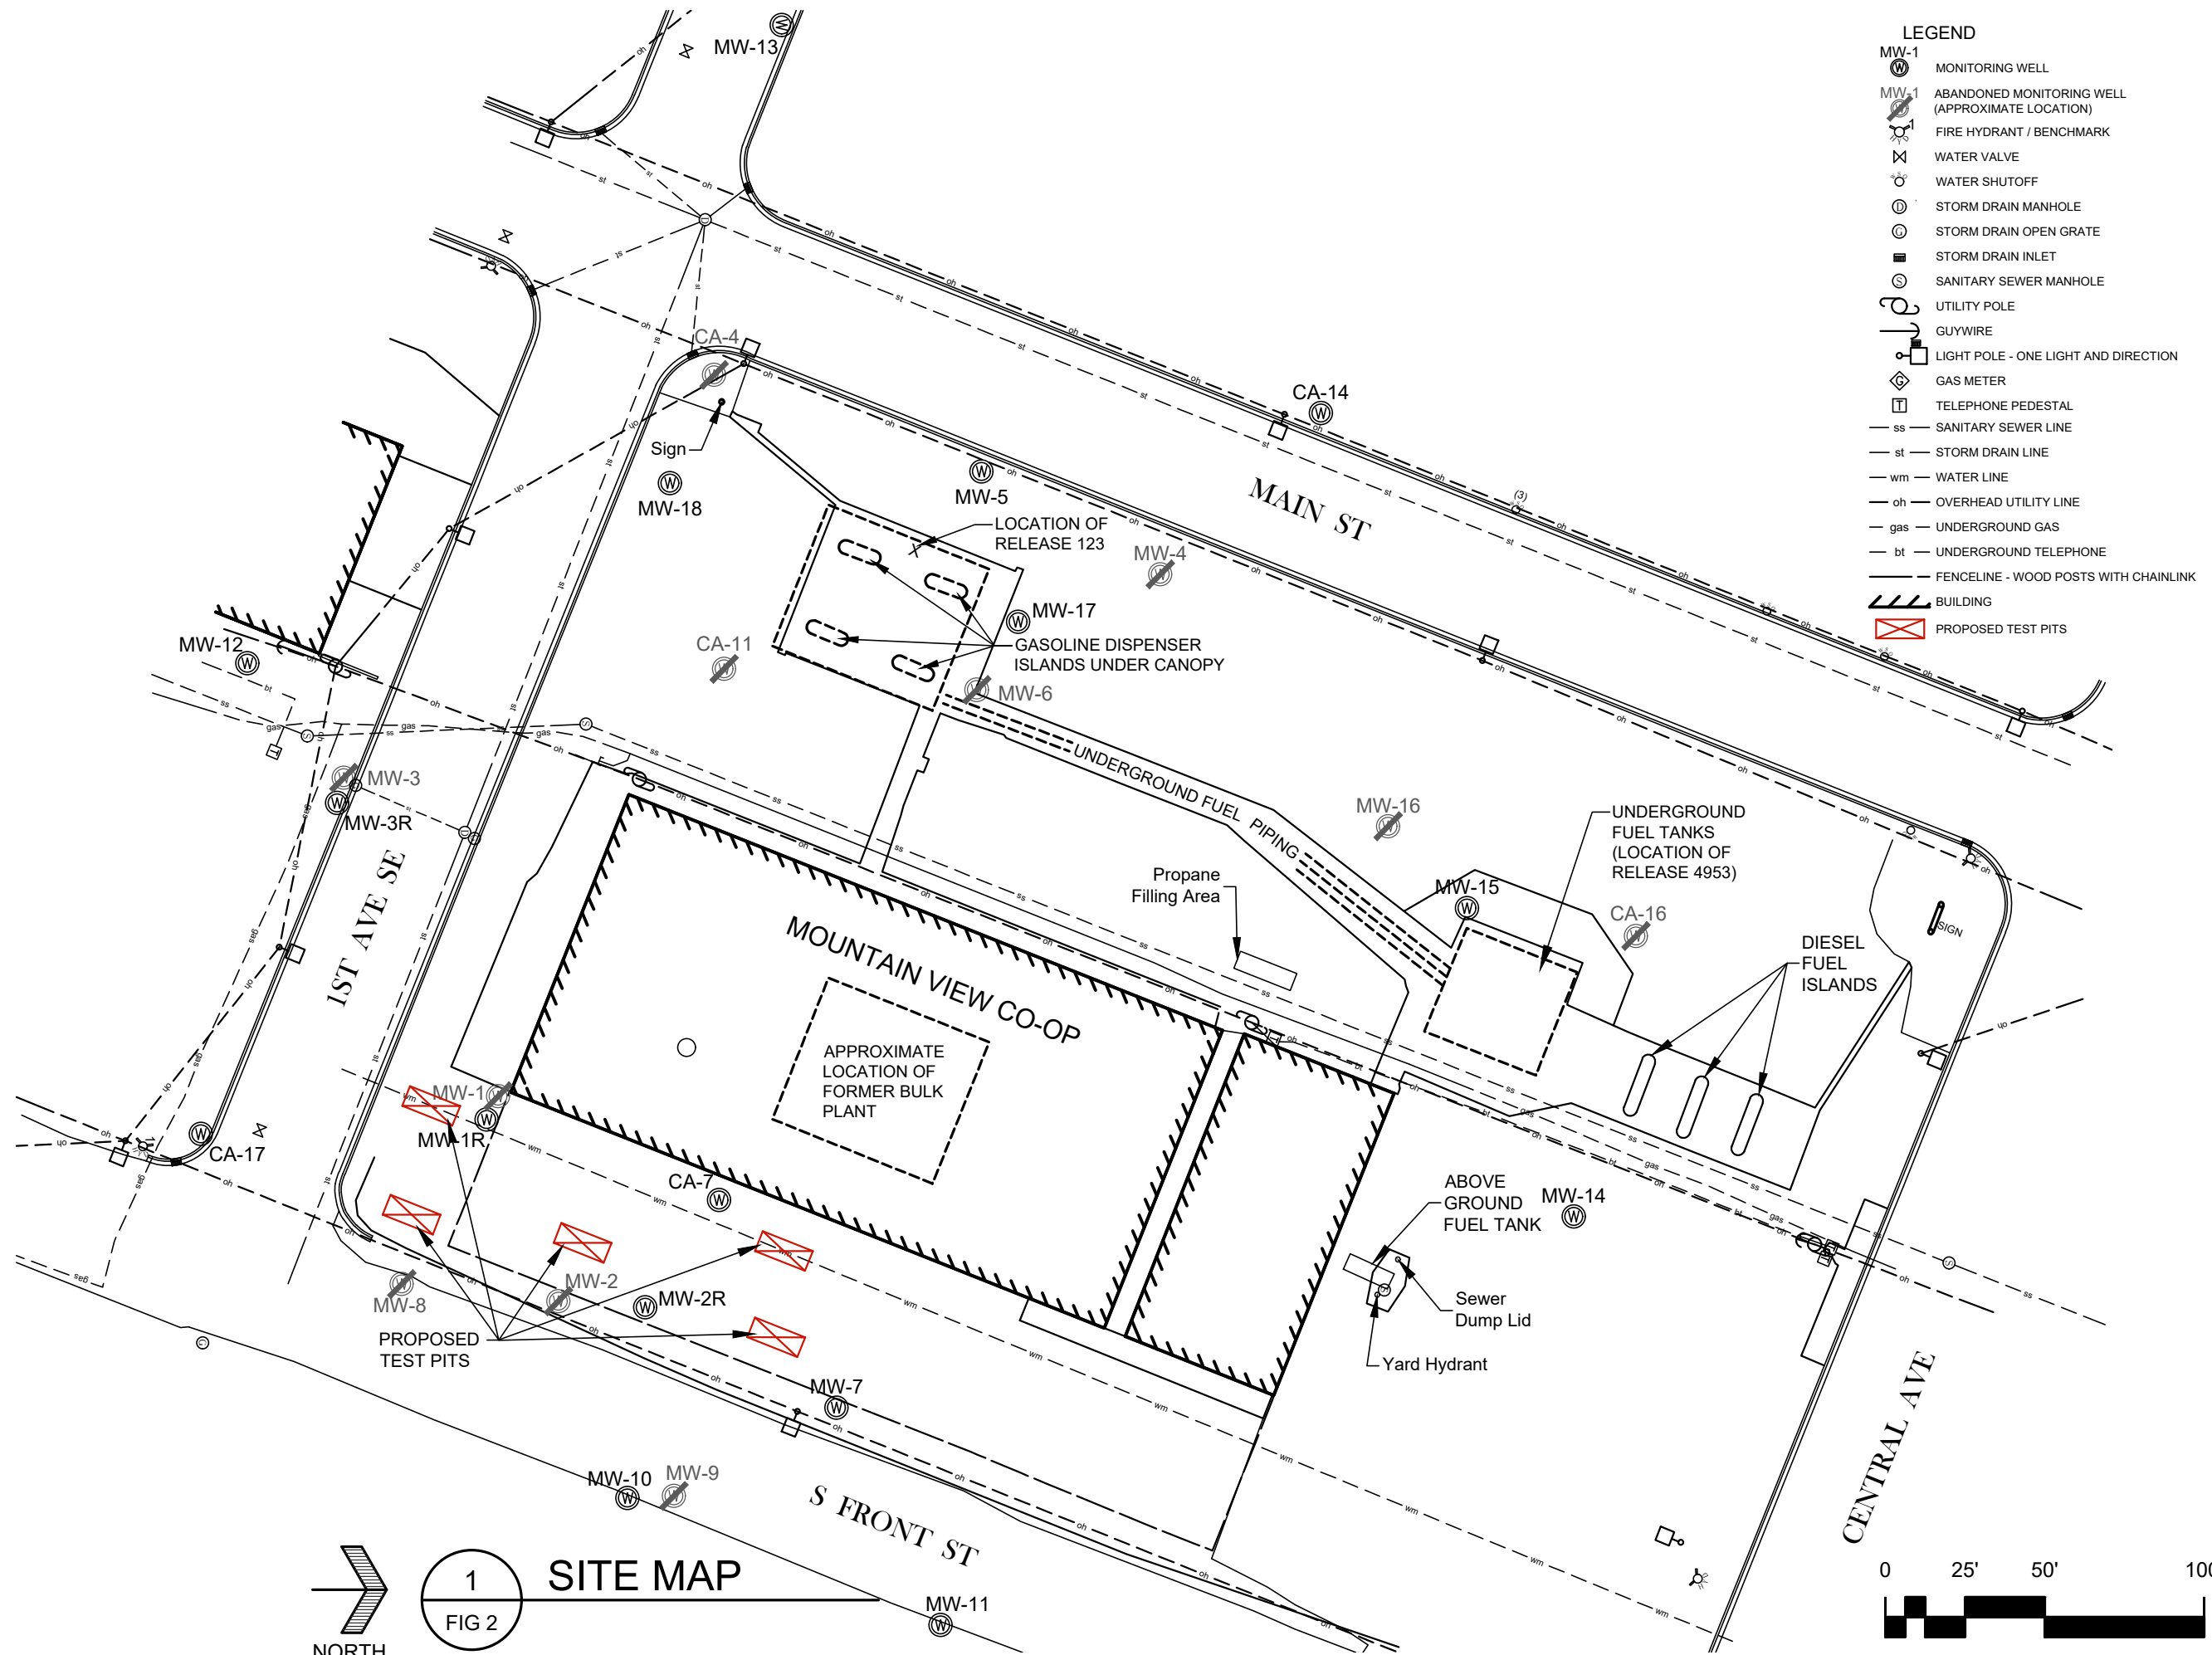 LEGEND
MW-1
MONITORING WELL
MW-1
ABANDONED MONITORING WELL
(APPROXIMATE LOCATION)
1
HYD
FIRE HYDRANT / BENCHMARK
WATER VALVE
WATER SHUTOFF
D
STORM DRAIN MANHOLE
G
STORM DRAIN OPEN GRATE
STORM DRAIN INLET
S
SANITARY SEWER MANHOLE
UTILITY POLE
GUYWIRE
LIGHT POLE - ONE LIGHT AND DIRECTION
G
GAS METER
T
TELEPHONE PEDESTAL
ss
SANITARY SEWER LINE
st
STORM DRAIN LINE
wm
WATER LINE
oh
OVERHEAD UTILITY LINE
gas
UNDERGROUND GAS
bt
UNDERGROUND TELEPHONE
FENCELINE - WOOD POSTS WITH CHAINLINK
BUILDING
PROPOSED TEST PITS
MW-13
CA-4
Sign
MW-18
MW-5
CA-14
MAIN ST
(3)
LOCATION OF
RELEASE 123
MW-4
MW-17
GASOLINE DISPENSER
ISLANDS UNDER CANOPY
CA-11
MW-6
MW-12
MW-3
MW-3R
1ST AVE SE
UNDERGROUND FUEL PIPING
MW-16
UNDERGROUND
FUEL TANKS
(LOCATION OF
RELEASE 4953)
Propane
Filling Area
MW-15
CA-16
SIGN
DIESEL
FUEL
ISLANDS
MOUNTAIN VIEW CO-OP
APPROXIMATE
LOCATION OF
FORMER BULK
PLANT
MW-1
MW-1R
CA-17
CA-7
ABOVE
GROUND
FUEL TANK
MW-14
Sewer
Dump Lid
Yard Hydrant
MW-8
MW-2
MW-2R
PROPOSED
TEST PITS
MW-7
MW-10
MW-9
S FRONT ST
MW-11
CENTRAL AVE
NORTH
1
FIG 2
SITE MAP
0 25' 50'